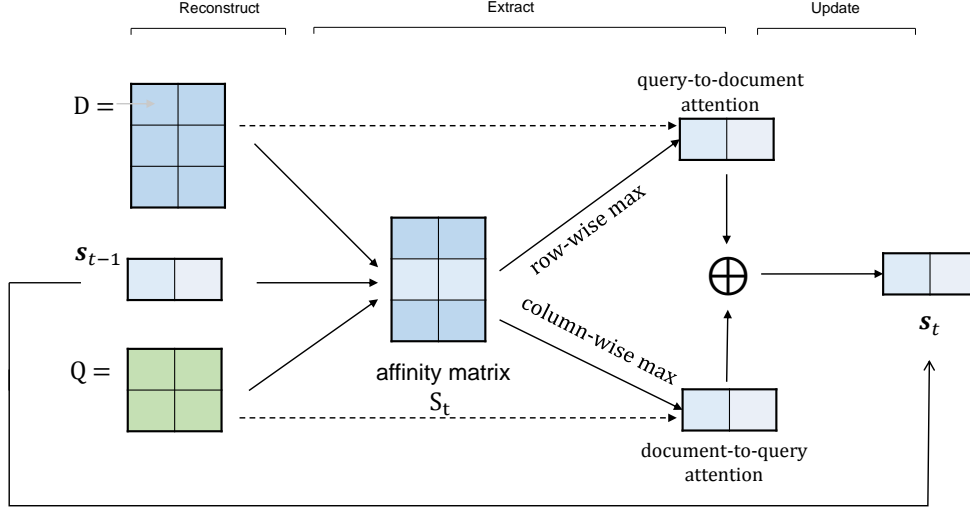 Reconstruct
Extract
Update
D =
query-to-document
attention
s_{t-1}
row-wise max
column-wise max
s_t
Q =
affinity matrix
S_t
document-to-query
attention